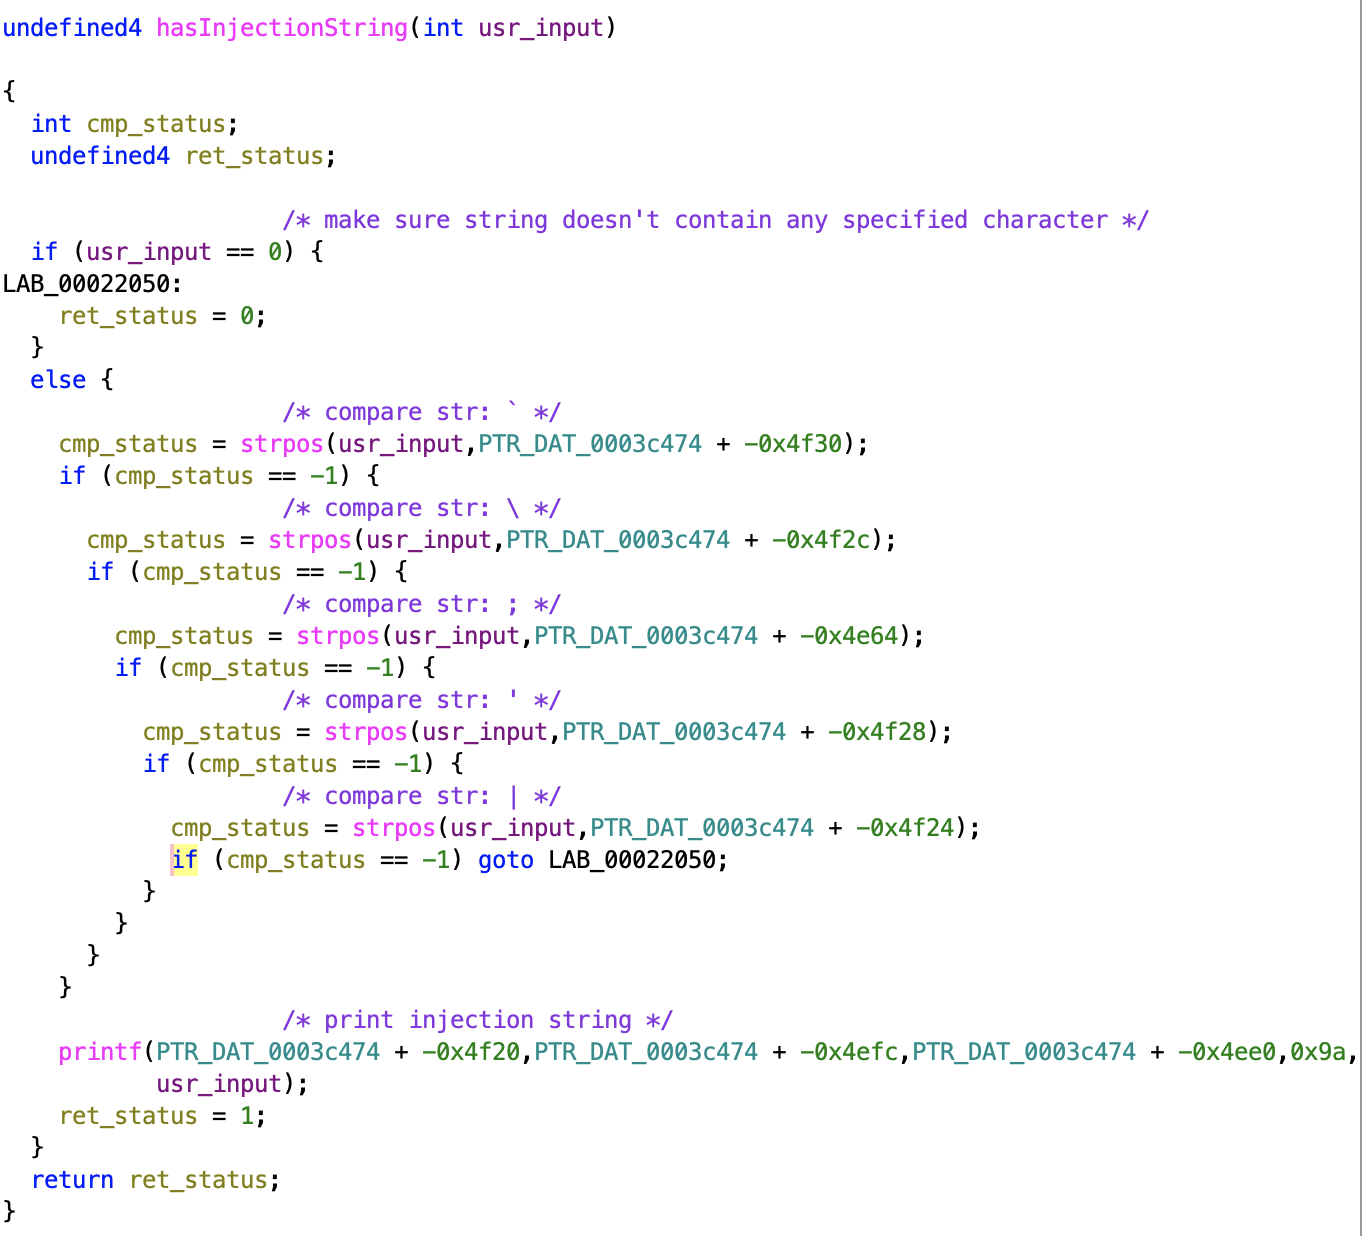 undefined4 hasInjectionString(int usr_input)
{
int cmp_status;
undefined4 ret_status;
/* make sure string doesn't contain any specified character */
if (usr_input == 0) {
LAB_00022050:
ret_status = 0;
}
else {
/* compare str: ` */
cmp_status = strpos(usr_input,PTR_DAT_0003c474 + -0x4f30);
if (cmp_status == -1) {
/* compare str: \ */
cmp_status = strpos(usr_input,PTR_DAT_0003c474 + -0x4f2c);
if (cmp_status == -1) {
/* compare str: ; */
cmp_status = strpos(usr_input,PTR_DAT_0003c474 + -0x4e64);
if (cmp_status == -1) {
/* compare str: ' */
cmp_status = strpos(usr_input,PTR_DAT_0003c474 + -0x4f28);
if (cmp_status == -1) {
/* compare str: | */
cmp_status = strpos(usr_input,PTR_DAT_0003c474 + -0x4f24);
if (cmp_status == -1) goto LAB_00022050;
}
}
}
}
/* print injection string */
printf(PTR_DAT_0003c474 + -0x4f20,PTR_DAT_0003c474 + -0x4efc,PTR_DAT_0003c474 + -0x4ee0,0x9a,
usr_input);
ret_status = 1;
}
return ret_status;
}